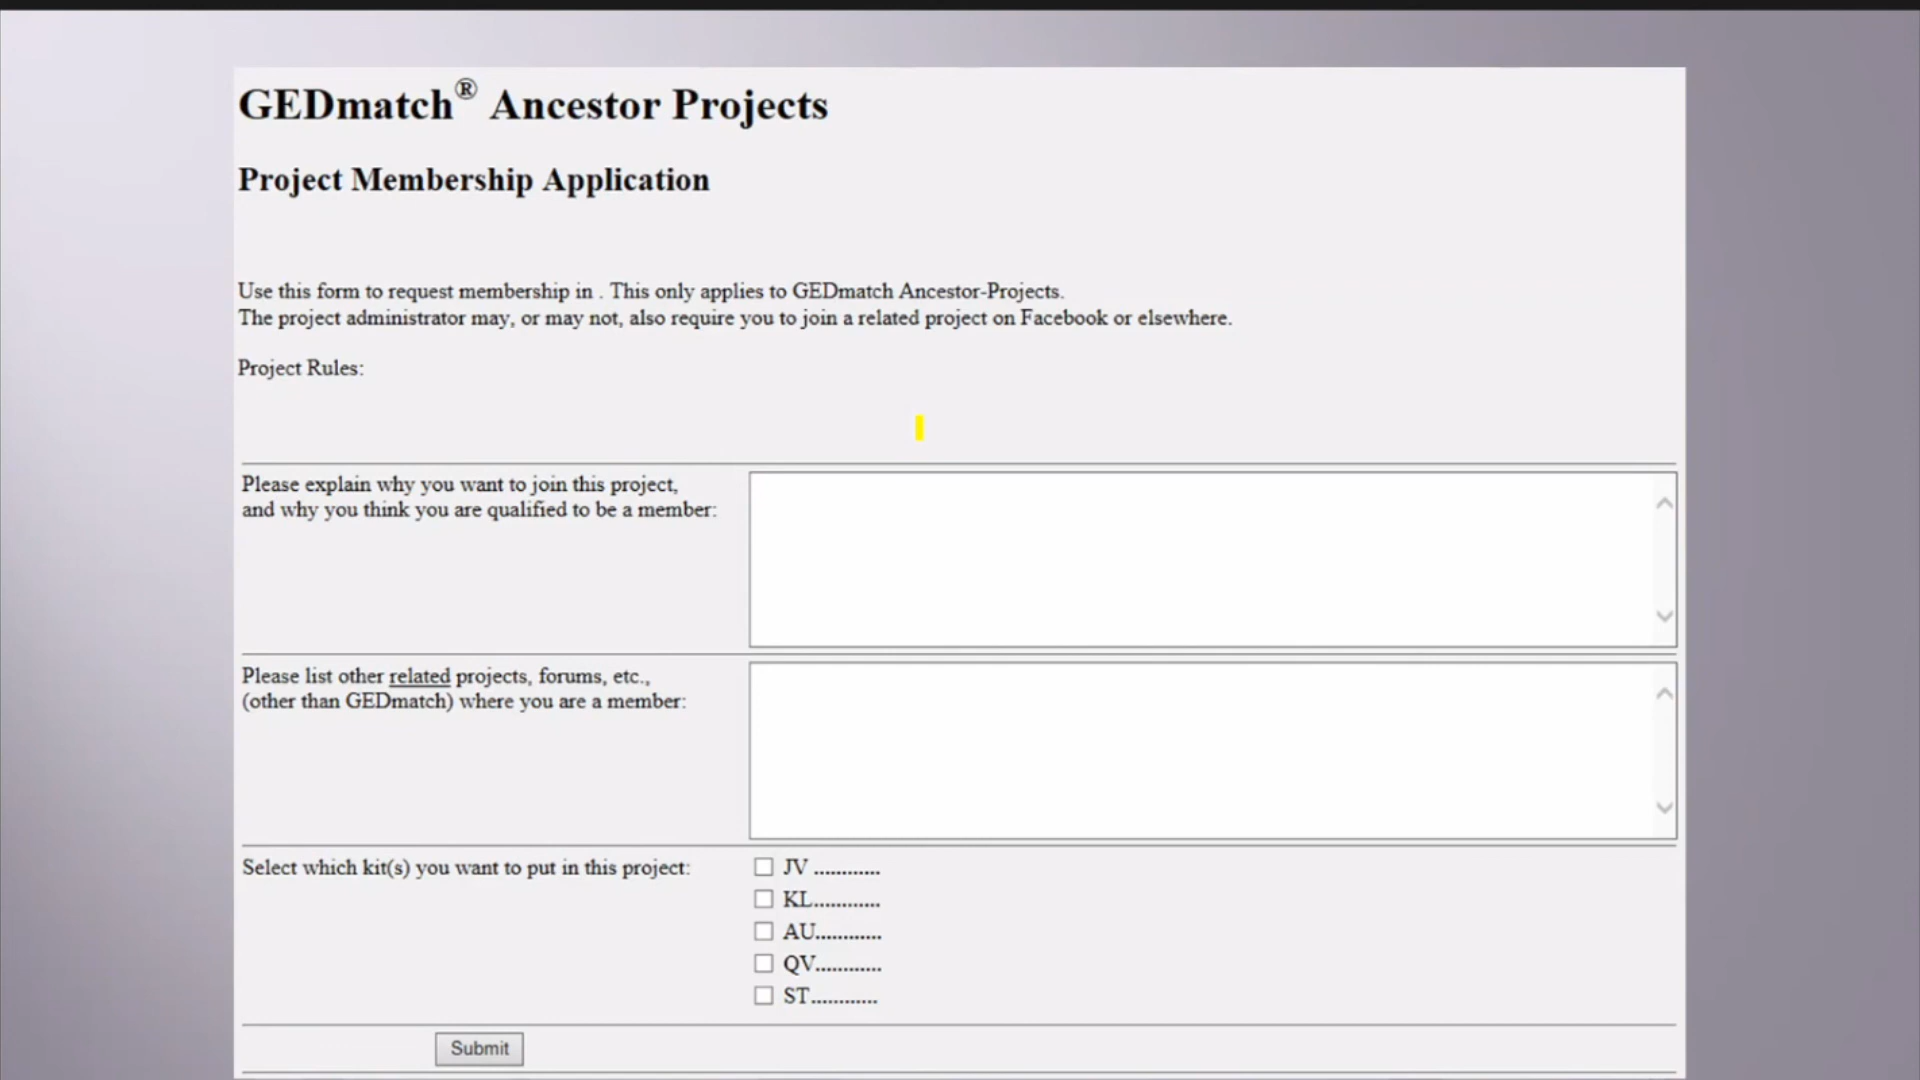 GEDmatch® Ancestor Projects
Project Membership Application
Use this form to request membership in . This only applies to GEDmatch Ancestor-Projects.
The project administrator may, or may not, also require you to join a related project on Facebook or elsewhere.
Project Rules:
Please explain why you want to join this project,
and why you think you are qualified to be a member:
Please list other related projects, forums, etc.,
(other than GEDmatch) where you are a member:
Select which kit(s) you want to put in this project:
JV ............
KL............
AU............
QV............
ST............
Submit